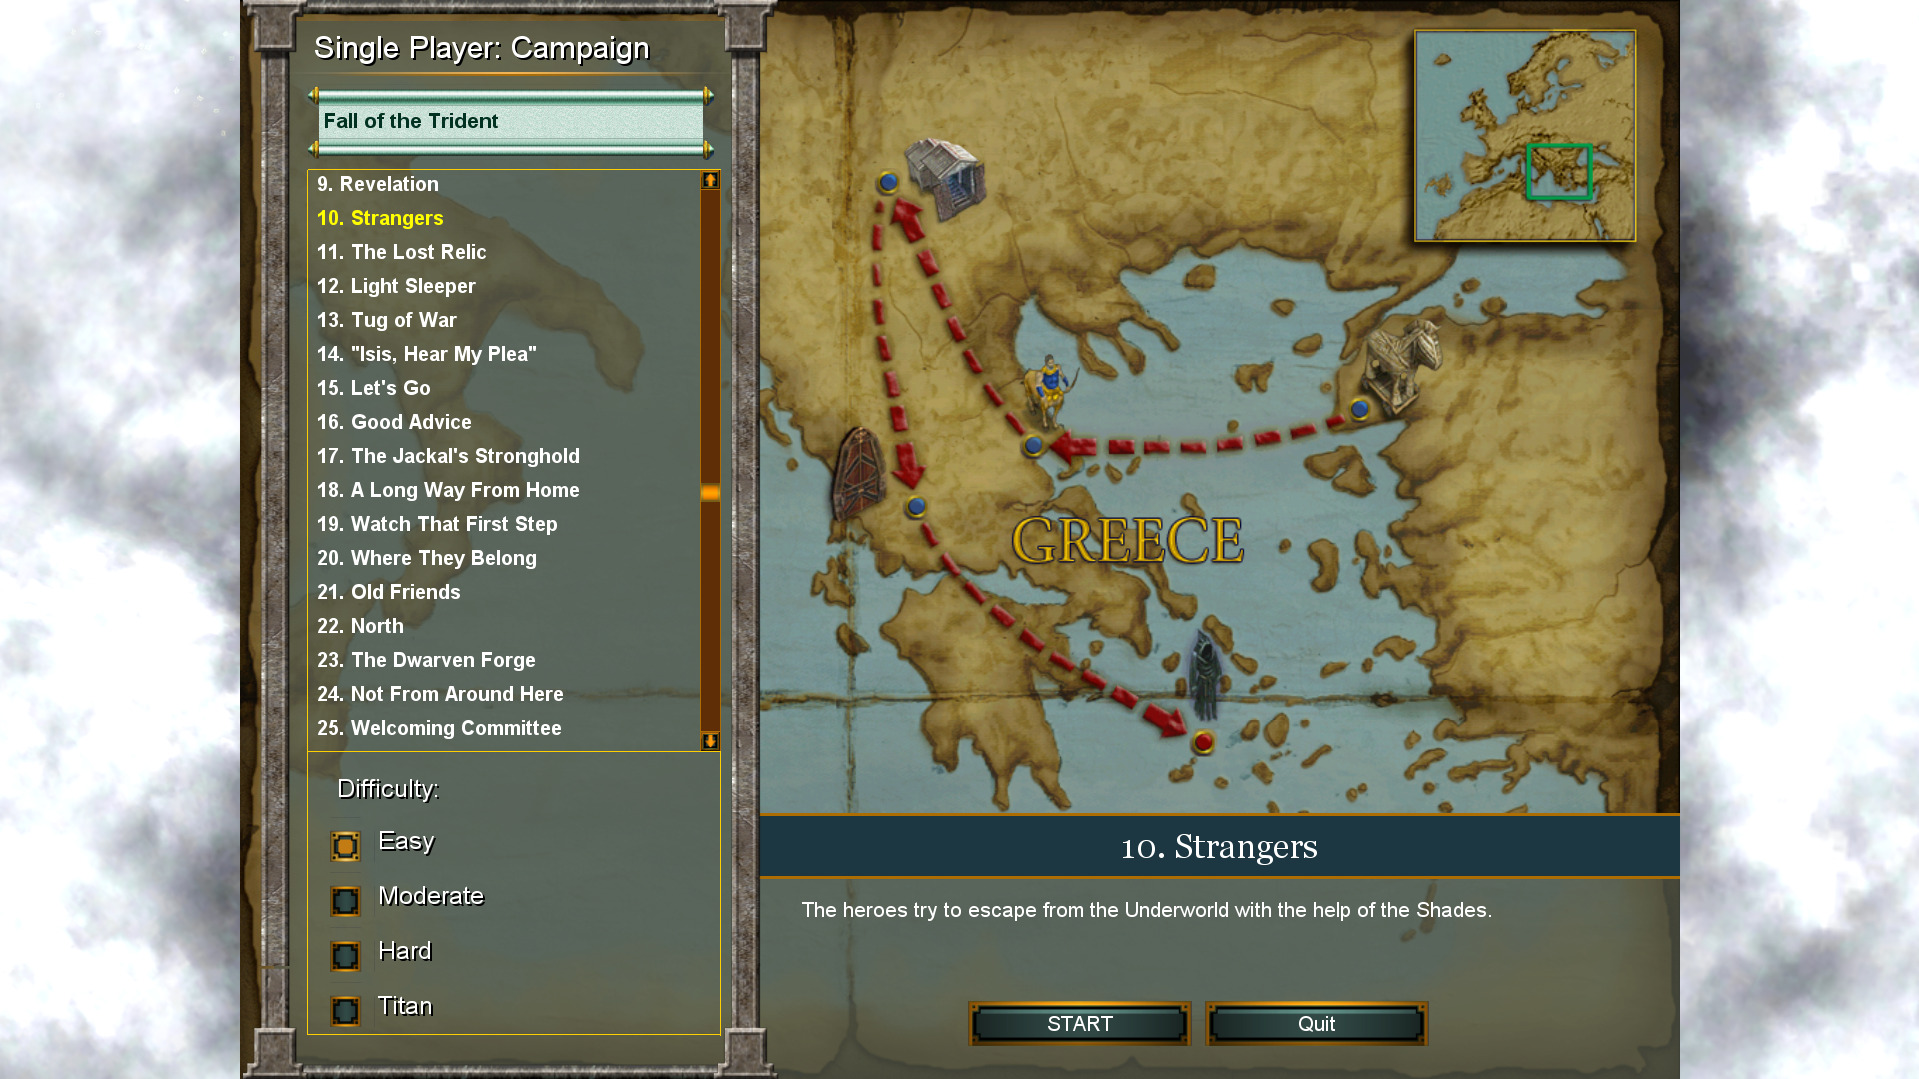 Single Player: Campaign
Fall of the Trident
9. Revelation
10. Strangers
11. The Lost Relic
12. Light Sleeper
13. Tug of War
14. "Isis, Hear My Plea"
15. Let's Go
16. Good Advice
17. The Jackal's Stronghold
18. A Long Way From Home
19. Watch That First Step
20. Where They Belong
21. Old Friends
22. North
23. The Dwarven Forge
24. Not From Around Here
25. Welcoming Committee
Difficulty:
Easy
Moderate
Hard
Titan
GREECE
10. Strangers
The heroes try to escape from the Underworld with the help of the Shades.
START
Quit